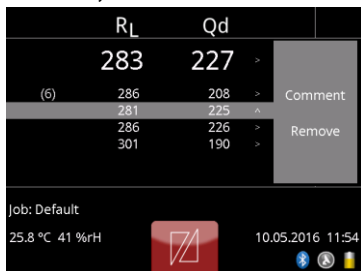 RL Qd
283 227 >
(6) 286 208 > Comment
281 225 ^
286 226 > Remove
301 190 >
Job: Default
25.8 °C 41 %rH 10.05.2016 11:54